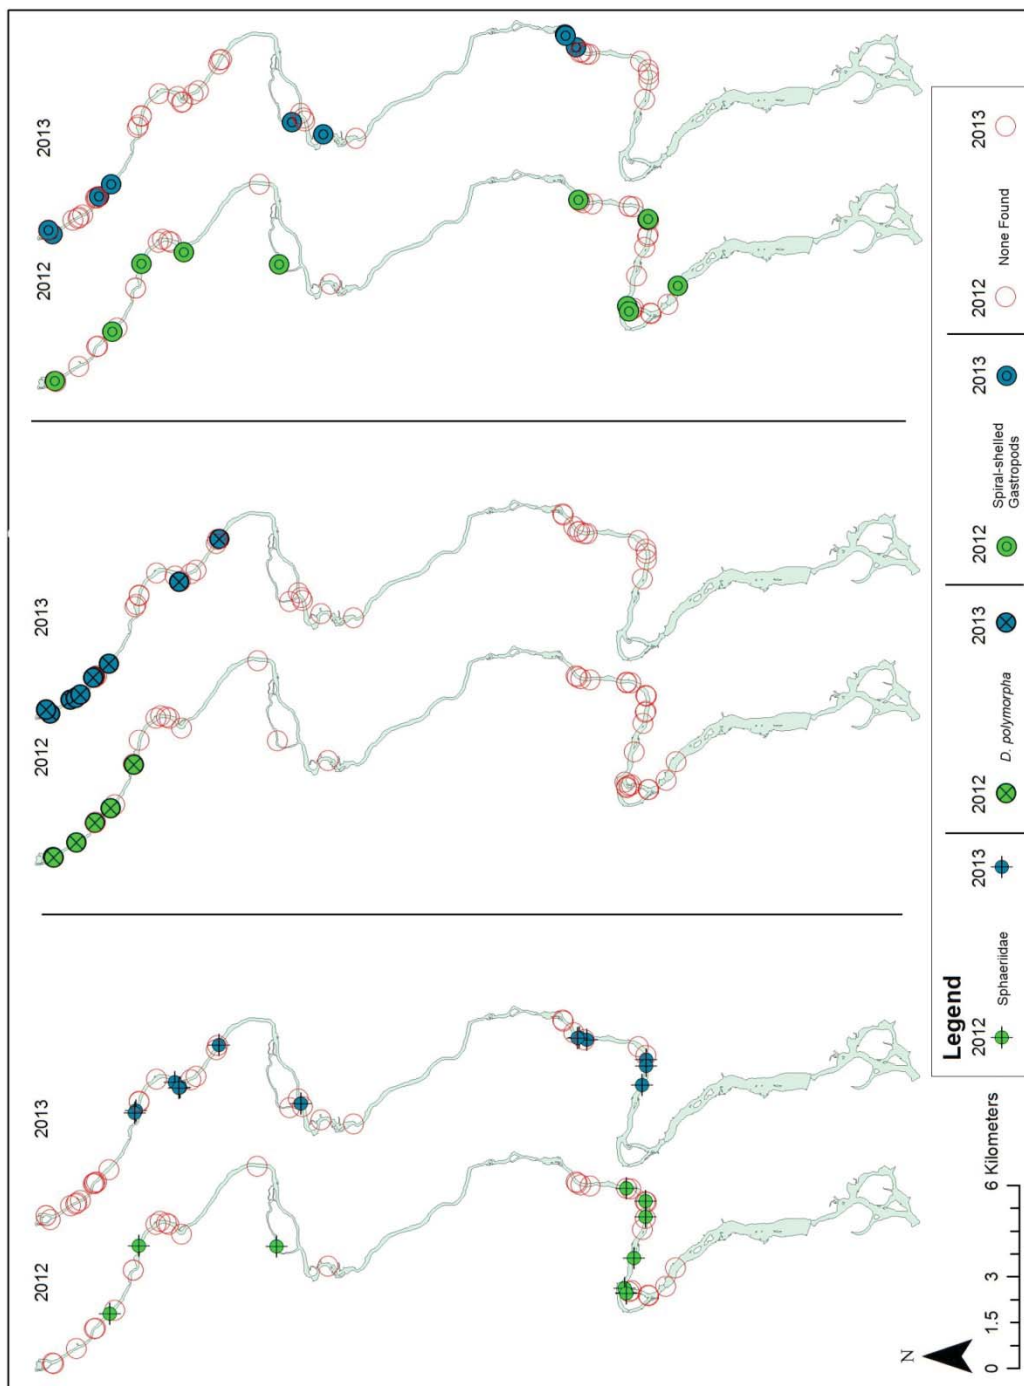 2012
2013
2012
2013
2012
2013
N
0 1.5 3 6 Kilometers
Legend
2012 2013
Sphaeriidae
2012 2013
D. polymorpha
2012 2013
Spiral-shelled
Gastropods
2012 2013
None Found